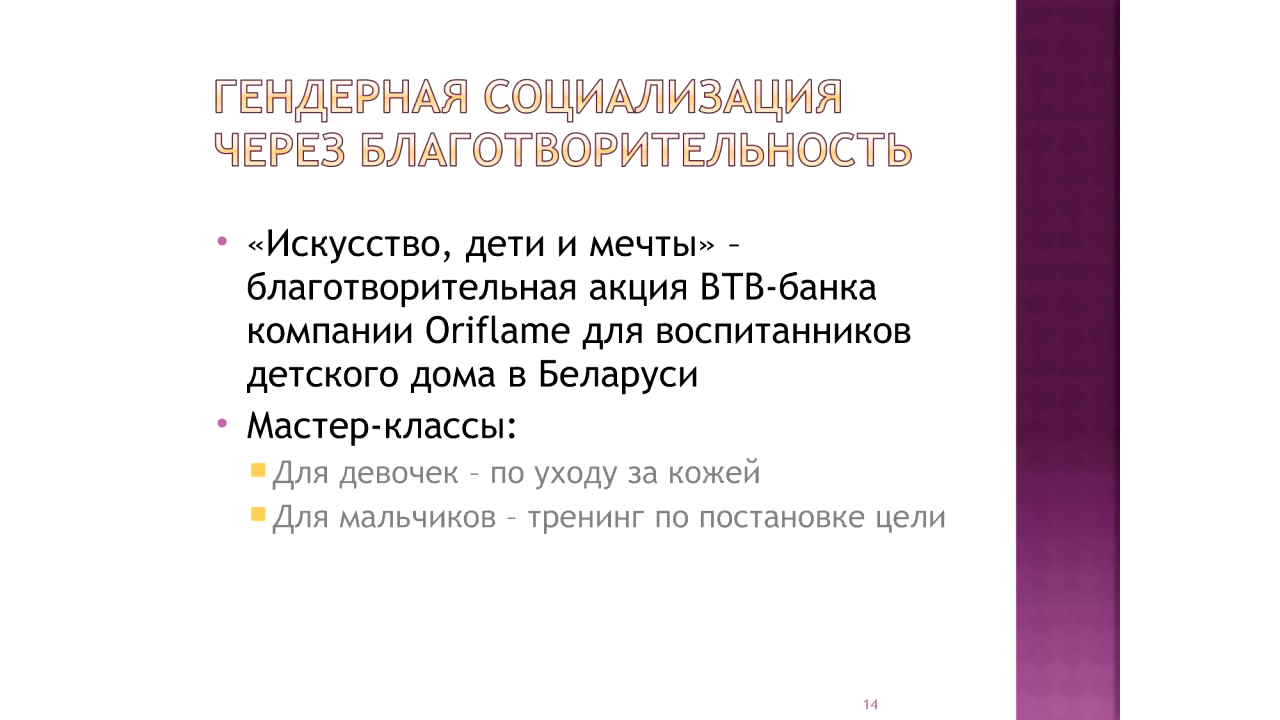 ГЕНДЕРНАЯ СОЦИАЛИЗАЦИЯ
ЧЕРЕЗ БЛАГОТВОРИТЕЛЬНОСТЬ
• «Искусство, дети и мечты» –
благотворительная акция ВТВ-банка
компании Oriflame для воспитанников
детского дома в Беларуси
• Мастер-классы:
Для девочек – по уходу за кожей
Для мальчиков – тренинг по постановке цели
14